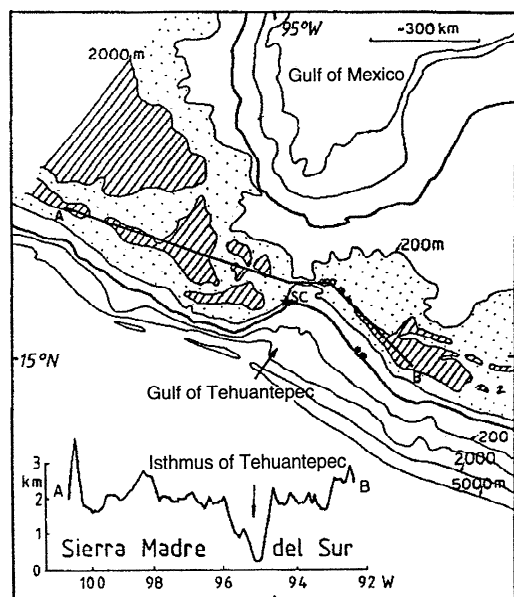 95°W
~300 km
2000m
Gulf of Mexico
A
200m
SC
15°N
B
Gulf of Tehuantepec
-200
2000
5000m
Isthmus of Tehuantepec
3
km
2
1
0
A
B
Sierra Madre del Sur
100 98 96 94 92 W